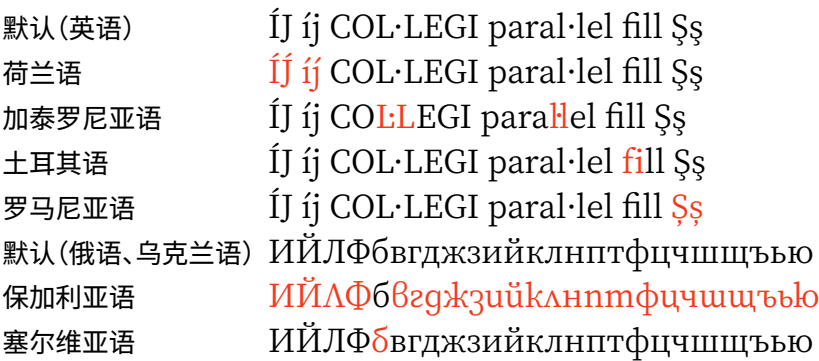 默认（英语） ÍJ íj COL·LEGI paral·lel fill Şş
荷兰语 ÍJ́ íj́ COL·LEGI paral·lel fill Şş
加泰罗尼亚语 ÍJ íj COL·LEGI paral·lel fill Şş
土耳其语 ÍJ íj COL·LEGI paral·lel fill Şş
罗马尼亚语 ÍJ íj COL·LEGI paral·lel fill Șș
默认（俄语、乌克兰语） ИЙЛФбвгджзийклнптфцчшщъью
保加利亚语 ИЙЛФбвгджзийклнптфцчшщъью
塞尔维亚语 ИЙЛФбвгджзийклнптфцчшщъью